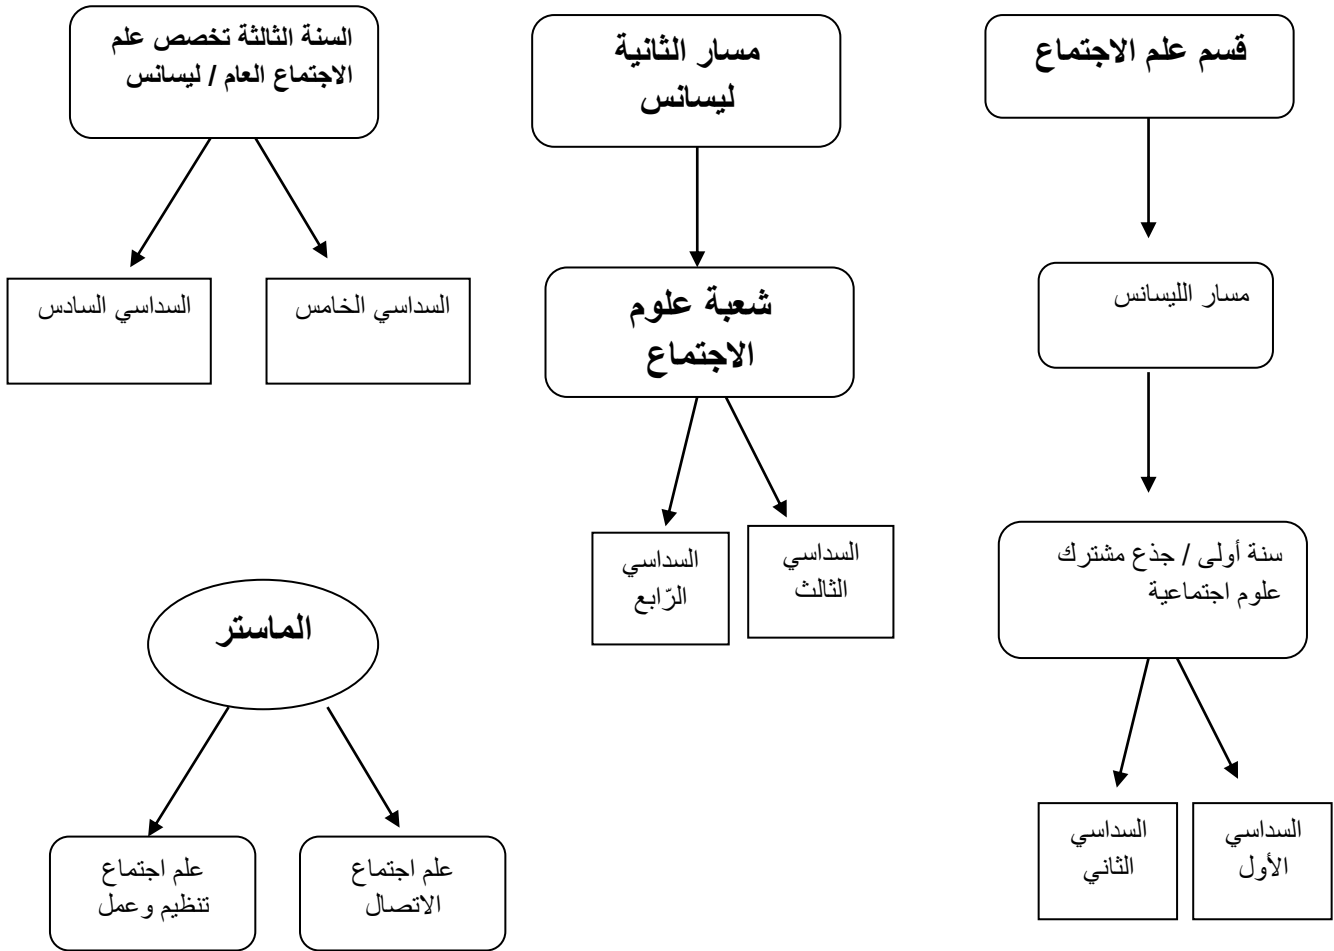 قسم علم الاجتماع
مسار الليسانس
سنة أولى / جذع مشترك
علوم اجتماعية
السداسي
الأول
السداسي
الثاني
مسار الثانية
ليسانس
شعبة علوم
الاجتماع
السداسي
الثالث
السداسي
الرّابع
السنة الثالثة تخصص علم
الاجتماع العام / ليسانس
السداسي الخامس
السداسي السادس
الماستر
علم اجتماع
الاتصال
علم اجتماع
تنظيم وعمل